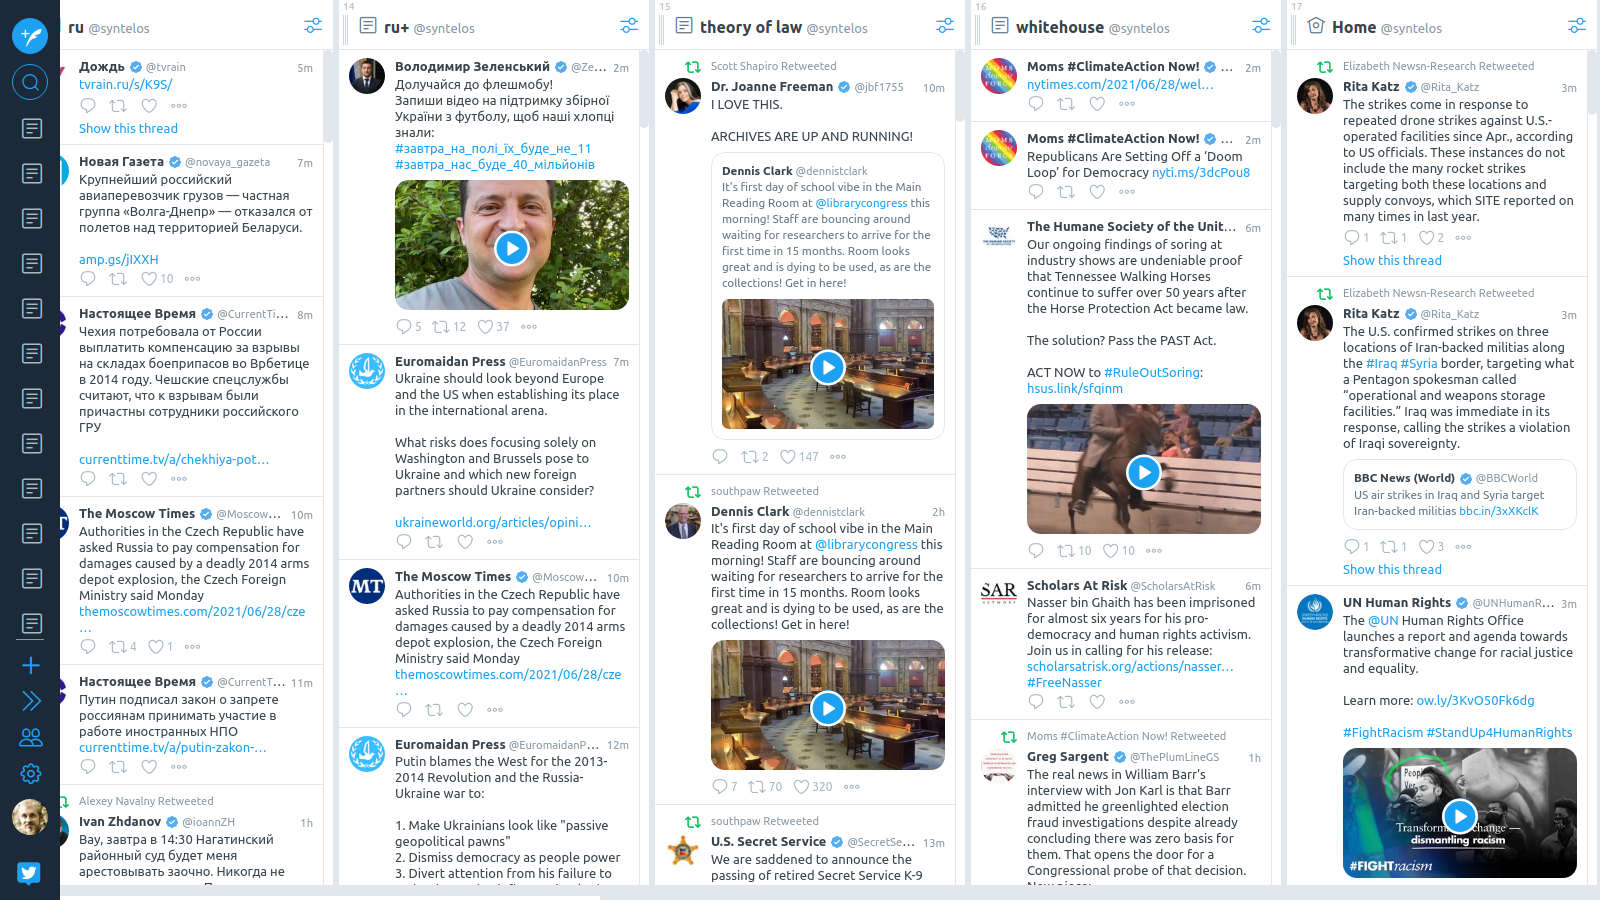 ru @syntelos
Дождь @tvrain 5m
tvrain.ru/s/K9S/
Show this thread
Новая Газета @novaya_gazeta 7m
Крупнейший российский
авиаперевозчик грузов — частная
группа «Волга-Днепр» — отказался от
полетов над территорией Беларуси.
amp.gs/jIXXH
10
Настоящее Время @CurrentTi... 8m
Чехия потребовала от России
выплатить компенсацию за взрывы
на складах боеприпасов во Врбетице
в 2014 году. Чешские спецслужбы
считают, что к взрывам были
причастны сотрудники российского
ГРУ
currenttime.tv/a/chekhiya-pot...
The Moscow Times @Moscow... 10m
Authorities in the Czech Republic have
asked Russia to pay compensation for
damages caused by a deadly 2014 arms
depot explosion, the Czech Foreign
Ministry said Monday
themoscowtimes.com/2021/06/28/cze
...
4 1
Настоящее Время @CurrentT... 11m
Путин подписал закон о запрете
россиянам принимать участие в
работе иностранных НПО
currenttime.tv/a/putin-zakon-...
Alexey Navalny Retweeted
Ivan Zhdanov @ioannZH 1h
Вау, завтра в 14:30 Нагатинский
районный суд будет меня
арестовывать заочно. Никогда не
14
ru+ @syntelos
Володимир Зеленський @Ze... 2m
Долучайся до флешмобу!
Запиши відео на підтримку збірної
України з футболу, щоб наші хлопці
знали:
#завтра_на_полі_їх_буде_не_11
#завтра_нас_буде_40_мільйонів
5 12 37
Euromaidan Press @EuromaidanPress 7m
Ukraine should look beyond Europe
and the US when establishing its place
in the international arena.
What risks does focusing solely on
Washington and Brussels pose to
Ukraine and which new foreign
partners should Ukraine consider?
ukraineworld.org/articles/opini...
The Moscow Times @Moscow... 10m
MT
Authorities in the Czech Republic have
asked Russia to pay compensation for
damages caused by a deadly 2014 arms
depot explosion, the Czech Foreign
Ministry said Monday
themoscowtimes.com/2021/06/28/cze
...
Euromaidan Press @EuromaidanP... 12m
Putin blames the West for the 2013-
2014 Revolution and the Russia-
Ukraine war to:
1. Make Ukrainians look like "passive
geopolitical pawns"
2. Dismiss democracy as people power
3. Divert attention from his failure to
15
theory of law @syntelos
Scott Shapiro Retweeted
Dr. Joanne Freeman @jbf1755 10m
I LOVE THIS.
ARCHIVES ARE UP AND RUNNING!
Dennis Clark @dennistclark
It's first day of school vibe in the Main
Reading Room at @librarycongress this
morning! Staff are bouncing around
waiting for researchers to arrive for the
first time in 15 months. Room looks
great and is dying to be used, as are the
collections! Get in here!
2 147
southpaw Retweeted
Dennis Clark @dennistclark 2h
It's first day of school vibe in the Main
Reading Room at @librarycongress this
morning! Staff are bouncing around
waiting for researchers to arrive for the
first time in 15 months. Room looks
great and is dying to be used, as are the
collections! Get in here!
7 70 320
southpaw Retweeted
U.S. Secret Service @SecretSe... 13m
We are saddened to announce the
passing of retired Secret Service K-9
16
whitehouse @syntelos
Moms #ClimateAction Now! ... 2m
nytimes.com/2021/06/28/wel...
Moms #ClimateAction Now! ... 2m
Republicans Are Setting Off a ‘Doom
Loop’ for Democracy nyti.ms/3dcPou8
The Humane Society of the Unit... 6m
Our ongoing findings of soring at
industry shows are undeniable proof
that Tennessee Walking Horses
continue to suffer over 50 years after
the Horse Protection Act became law.
The solution? Pass the PAST Act.
ACT NOW to #RuleOutSoring:
hsus.link/sfqinm
10 10
Scholars At Risk @ScholarsAtRisk 6m
SAR
NETWORK
Nasser bin Ghaith has been imprisoned
for almost six years for his pro-
democracy and human rights activism.
Join us in calling for his release:
scholarsatrisk.org/actions/nasser...
#FreeNasser
Moms #ClimateAction Now! Retweeted
Greg Sargent @ThePlumLineGS 1h
The real news in William Barr's
interview with Jon Karl is that Barr
admitted he greenlighted election
fraud investigations despite already
concluding there was zero basis for
them. That opens the door for a
Congressional probe of that decision.
17
Home @syntelos
Elizabeth Newsn-Research Retweeted
Rita Katz @Rita_Katz 3m
The strikes come in response to
repeated drone strikes against U.S.-
operated facilities since Apr., according
to US officials. These instances do not
include the many rocket strikes
targeting both these locations and
supply convoys, which SITE reported on
many times in last year.
1 1 2
Show this thread
Elizabeth Newsn-Research Retweeted
Rita Katz @Rita_Katz 3m
The U.S. confirmed strikes on three
locations of Iran-backed militias along
the #Iraq #Syria border, targeting what
a Pentagon spokesman called
“operational and weapons storage
facilities.” Iraq was immediate in its
response, calling the strikes a violation
of Iraqi sovereignty.
BBC News (World) @BBCWorld
US air strikes in Iraq and Syria target
Iran-backed militias bbc.in/3xXKclK
1 1 3
Show this thread
UN Human Rights @UNHumanR... 3m
The @UN Human Rights Office
launches a report and agenda towards
transformative change for racial justice
and equality.
Learn more: ow.ly/3KvO50Fk6dg
#FightRacism #StandUp4HumanRights
Transformative change —
dismantling racism
#FIGHTracism